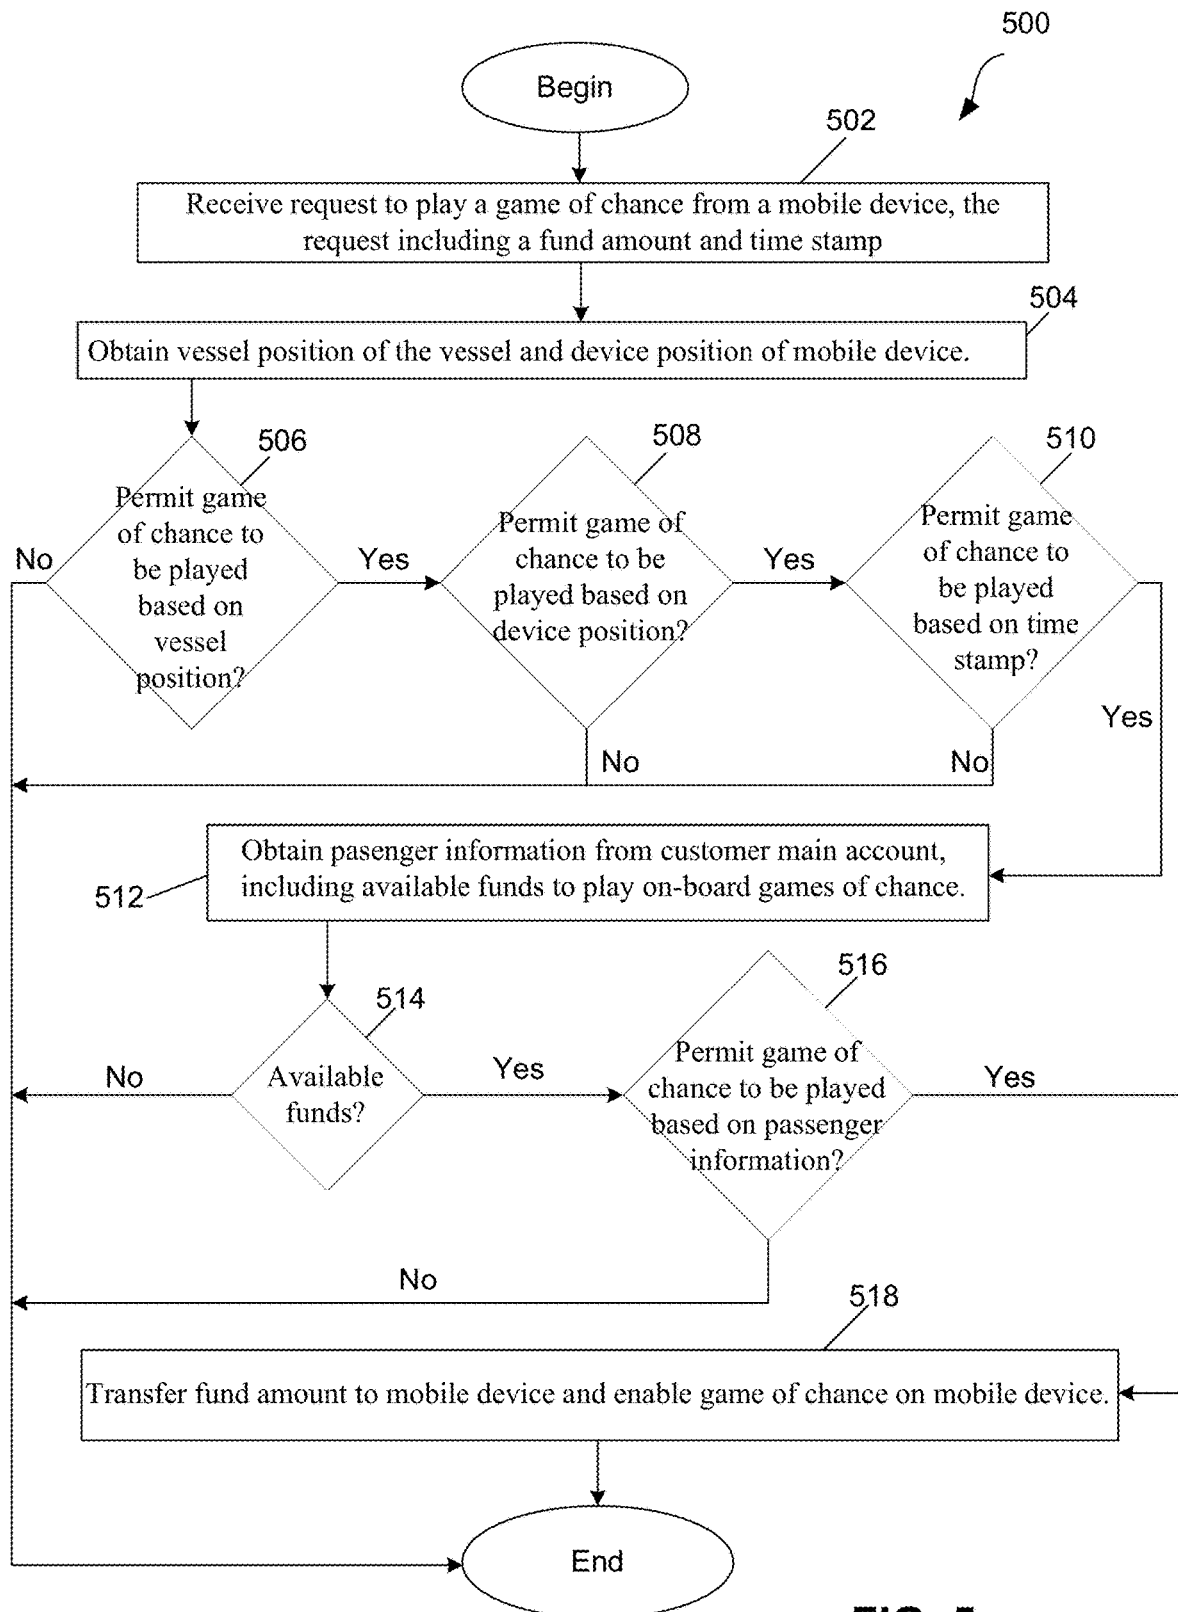 500
Begin
502
Receive request to play a game of chance from a mobile device, the
request including a fund amount and time stamp
504
Obtain vessel position of the vessel and device position of mobile device.
506
Permit game
of chance to
be played
based on
vessel
position?
No
Yes
508
Permit game of
chance to be
played based on
device position?
Yes
No
510
Permit game
of chance to
be played
based on time
stamp?
Yes
No
512
Obtain pasenger information from customer main account,
including available funds to play on-board games of chance.
514
Available
funds?
No
Yes
516
Permit game of
chance to be played
based on passenger
information?
Yes
No
518
Transfer fund amount to mobile device and enable game of chance on mobile device.
End